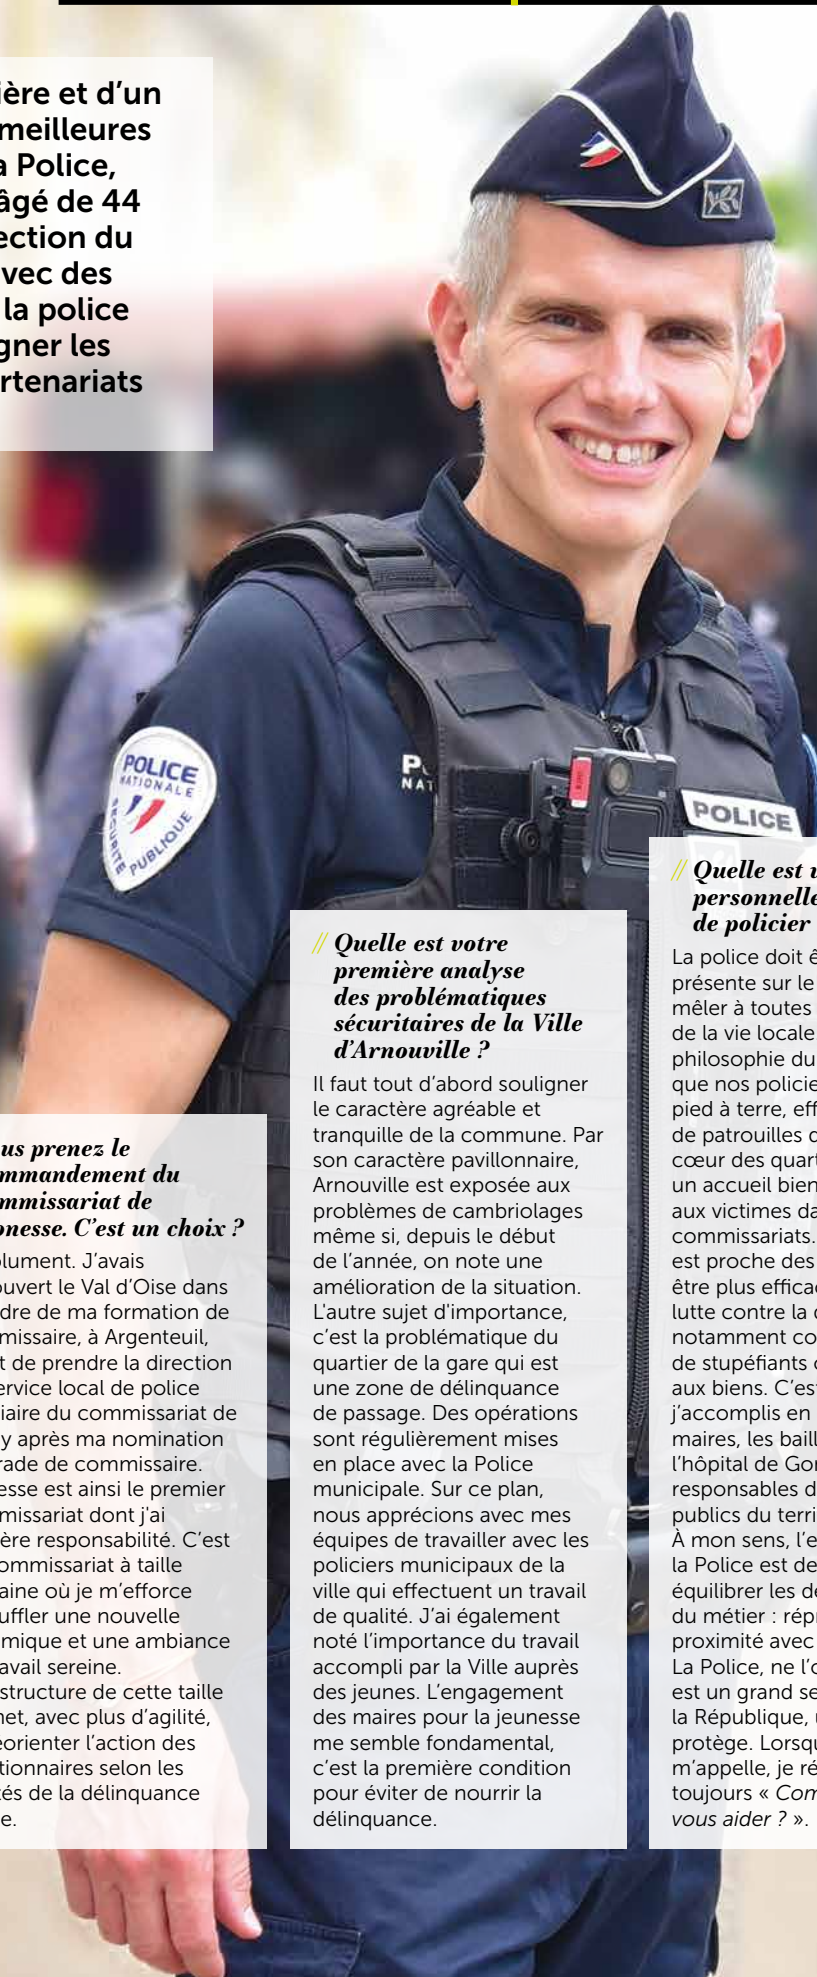 ière et d’un
meilleures
a Police,
âgé de 44
ection du
vec des
la police
gner les
rtenariats
POLICE
NATIONALE
SÉCURITÉ PUBLIQUE
P
NAT
POLICE
us prenez le
mmandement du
mmissariat de
onesse. C’est un choix ?
olument. J’avais
ouvert le Val d’Oise dans
dre de ma formation de
missaire, à Argenteuil,
t de prendre la direction
ervice local de police
iaire du commissariat de
y après ma nomination
rade de commissaire.
esse est ainsi le premier
missariat dont j'ai
ère responsabilité. C’est
ommissariat à taille
aine où je m’efforce
uffler une nouvelle
mique et une ambiance
avail sereine.
structure de cette taille
met, avec plus d’agilité,
éorienter l’action des
tionnaires selon les
tés de la délinquance
e.
// Quelle est votre
première analyse
des problématiques
sécuritaires de la Ville
d’Arnouville ?
Il faut tout d’abord souligner
le caractère agréable et
tranquille de la commune. Par
son caractère pavillonnaire,
Arnouville est exposée aux
problèmes de cambriolages
même si, depuis le début
de l’année, on note une
amélioration de la situation.
L'autre sujet d'importance,
c’est la problématique du
quartier de la gare qui est
une zone de délinquance
de passage. Des opérations
sont régulièrement mises
en place avec la Police
municipale. Sur ce plan,
nous apprécions avec mes
équipes de travailler avec les
policiers municipaux de la
ville qui effectuent un travail
de qualité. J’ai également
noté l’importance du travail
accompli par la Ville auprès
des jeunes. L’engagement
des maires pour la jeunesse
me semble fondamental,
c’est la première condition
pour éviter de nourrir la
délinquance.
// Quelle est v
personnelle
de policier
La police doit ê
présente sur le
mêler à toutes
de la vie locale
philosophie du
que nos policie
pied à terre, eff
de patrouilles d
cœur des quart
un accueil bien
aux victimes da
commissariats.
est proche des
être plus effica
lutte contre la d
notamment co
de stupéfiants
aux biens. C’est
j’accomplis en
maires, les baill
l’hôpital de Gor
responsables d
publics du terri
À mon sens, l’e
la Police est de
équilibrer les de
du métier : répr
proximité avec
La Police, ne l’o
est un grand se
la République, u
protège. Lorsqu
m’appelle, je ré
toujours « Com
vous aider ? ».